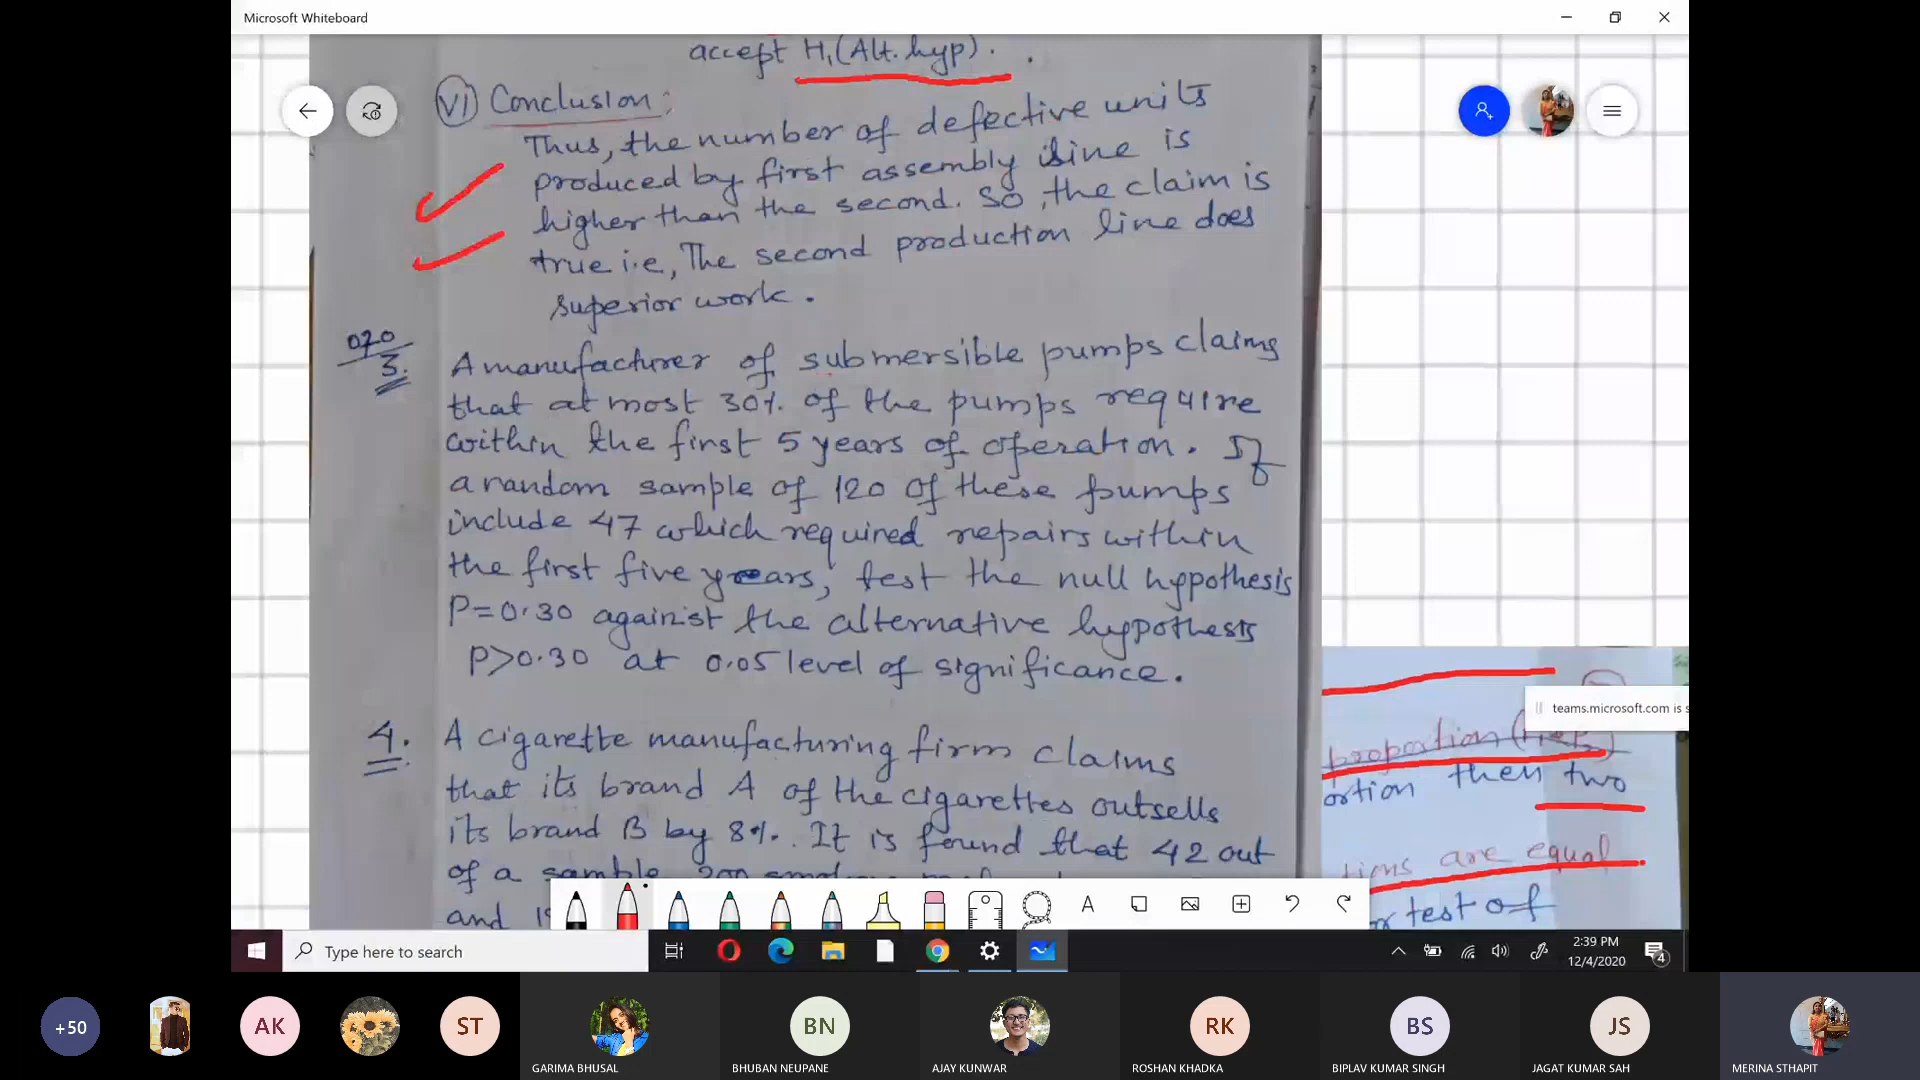 Microsoft Whiteboard
accept H₁(Alt. hyp).
VI Conclusion:
Thus, the number of defective units
produced by first assembly line is
higher than the second. So, the claim is
true i.e, The second production line does
superior work.
070
3. A manufacturer of submersible pumps claims
that at most 30% of the pumps require
within the first 5 years of operation. If
a random sample of 120 of these pumps
include 47 which required repairs within
the first five years, test the null hypothesis
P=0.30 against the alternative hypothesis
P>0.30 at 0.05 level of significance.
4. A cigarette manufacturing firm claims
that its brand A of the cigarettes outsells
its brand B by 8%. It is found that 42 out
of a sample 200 smokers
and
teams.microsoft.com is s
proportion
ortion then two
tions are equal
or test of
A
Type here to search
2:39 PM
12/4/2020
4
+50
AK
ST
GARIMA BHUSAL
BN
BHUBAN NEUPANE
AJAY KUNWAR
RK
ROSHAN KHADKA
BS
BIPLAV KUMAR SINGH
JS
JAGAT KUMAR SAH
MERINA STHAPIT